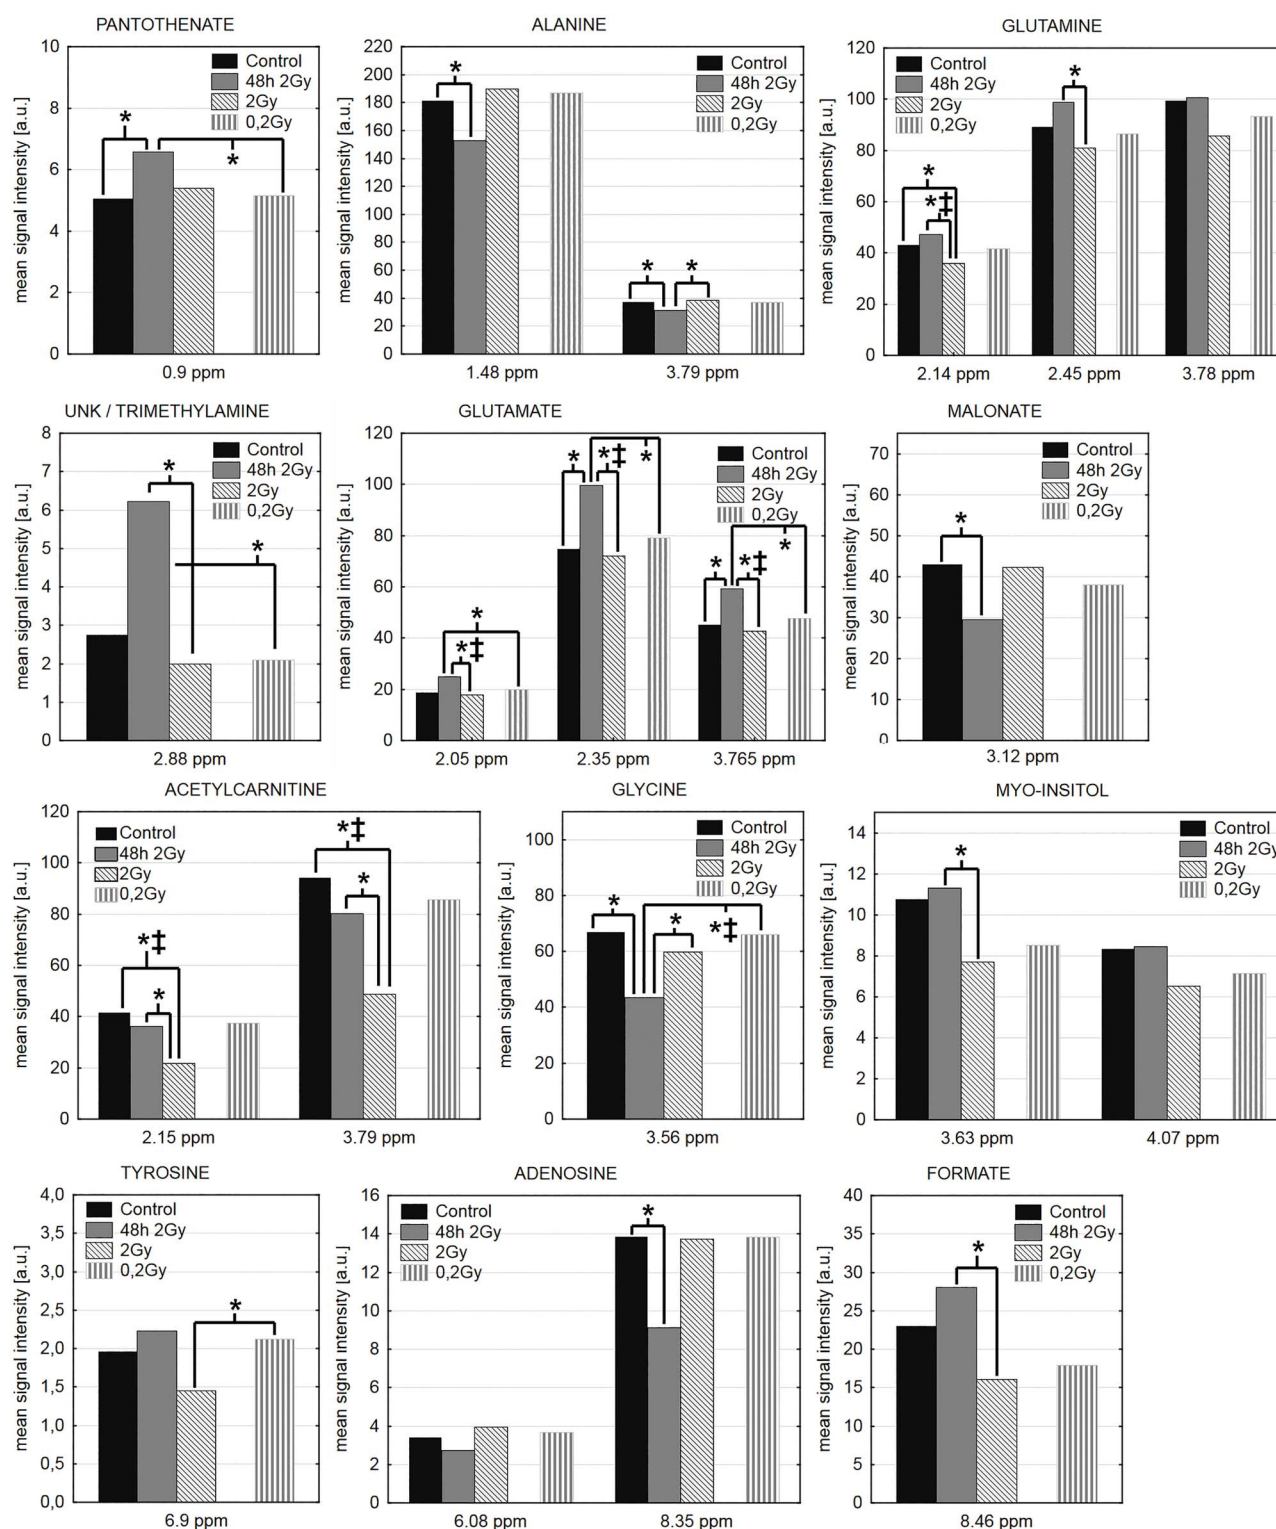 PANTOTHENATE
mean signal intensity [a.u.]
10
8
6
4
2
0
Control
48h 2Gy
2Gy
0,2Gy
*
*
0.9 ppm
ALANINE
mean signal intensity [a.u.]
220
200
180
160
140
120
100
80
60
40
20
0
Control
48h 2Gy
2Gy
0,2Gy
*
* *
1.48 ppm 3.79 ppm
GLUTAMINE
mean signal intensity [a.u.]
120
100
80
60
40
20
0
Control
48h 2Gy
2Gy
0,2Gy
*
*
*‡
2.14 ppm 2.45 ppm 3.78 ppm
UNK / TRIMETHYLAMINE
mean signal intensity [a.u.]
8
7
6
5
4
3
2
1
0
Control
48h 2Gy
2Gy
0,2Gy
*
*
2.88 ppm
GLUTAMATE
mean signal intensity [a.u.]
120
100
80
60
40
20
0
Control
48h 2Gy
2Gy
0,2Gy
* *‡ *
*
* *‡
*
*‡
2.05 ppm 2.35 ppm 3.765 ppm
MALONATE
mean signal intensity [a.u.]
70
60
50
40
30
20
10
0
Control
48h 2Gy
2Gy
0,2Gy
*
3.12 ppm
ACETYLCARNITINE
mean signal intensity [a.u.]
120
100
80
60
40
20
0
Control
48h 2Gy
2Gy
0,2Gy
*‡
*
*‡
*
2.15 ppm 3.79 ppm
GLYCINE
mean signal intensity [a.u.]
100
80
60
40
20
0
Control
48h 2Gy
2Gy
0,2Gy
*
* *‡
3.56 ppm
MYO-INSITOL
mean signal intensity [a.u.]
14
12
10
8
6
4
2
0
Control
48h 2Gy
2Gy
0,2Gy
*
3.63 ppm 4.07 ppm
TYROSINE
mean signal intensity [a.u.]
4,0
3,5
3,0
2,5
2,0
1,5
1,0
0,5
0,0
Control
48h 2Gy
2Gy
0,2Gy
*
6.9 ppm
ADENOSINE
mean signal intensity [a.u.]
16
14
12
10
8
6
4
2
0
Control
48h 2Gy
2Gy
0,2Gy
*
6.08 ppm 8.35 ppm
FORMATE
mean signal intensity [a.u.]
40
35
30
25
20
15
10
5
0
Control
48h 2Gy
2Gy
0,2Gy
*
8.46 ppm